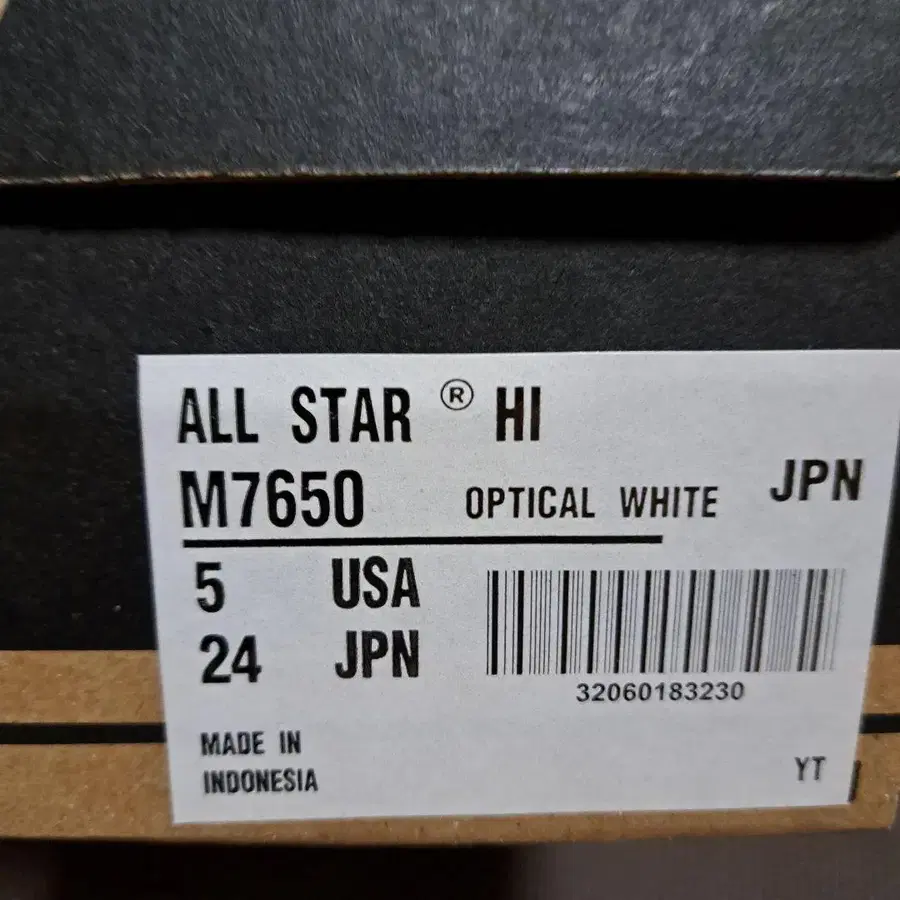 ALL STAR ® HI
M7650 OPTICAL WHITE JPN
5 USA
24 JPN
32060183230
MADE IN
INDONESIA
YT